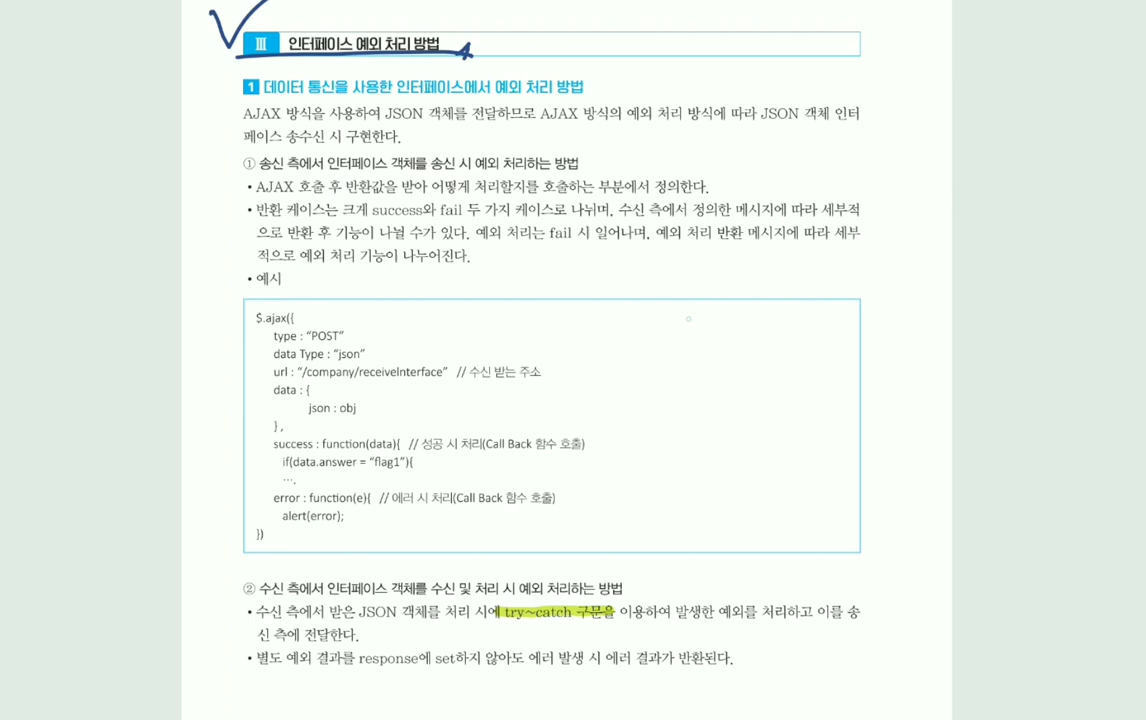 Ⅲ 인터페이스 예외 처리 방법
1 데이터 통신을 사용한 인터페이스에서 예외 처리 방법
AJAX 방식을 사용하여 JSON 객체를 전달하므로 AJAX 방식의 예외 처리 방식에 따라 JSON 객체 인터
페이스 송수신 시 구현한다.
① 송신 측에서 인터페이스 객체를 송신 시 예외 처리하는 방법
• AJAX 호출 후 반환값을 받아 어떻게 처리할지를 호출하는 부분에서 정의한다.
• 반환 케이스는 크게 success와 fail 두 가지 케이스로 나뉘며, 수신 측에서 정의한 메시지에 따라 세부적
으로 반환 후 기능이 나뉠 수가 있다. 예외 처리는 fail 시 일어나며, 예외 처리 반환 메시지에 따라 세부
적으로 예외 처리 기능이 나누어진다.
• 예시
$.ajax({
type : “POST”
data Type : “json”
url : “/company/receiveInterface” // 수신 받는 주소
data : {
json : obj
} ,
success : function(data){ // 성공 시 처리(Call Back 함수 호출)
if(data.answer = “flag1”){
….
error : function(e){ // 에러 시 처리(Call Back 함수 호출)
alert(error);
})
② 수신 측에서 인터페이스 객체를 수신 및 처리 시 예외 처리하는 방법
• 수신 측에서 받은 JSON 객체를 처리 시에 try~catch 구문을 이용하여 발생한 예외를 처리하고 이를 송
신 측에 전달한다.
• 별도 예외 결과를 response에 set하지 않아도 에러 발생 시 에러 결과가 반환된다.